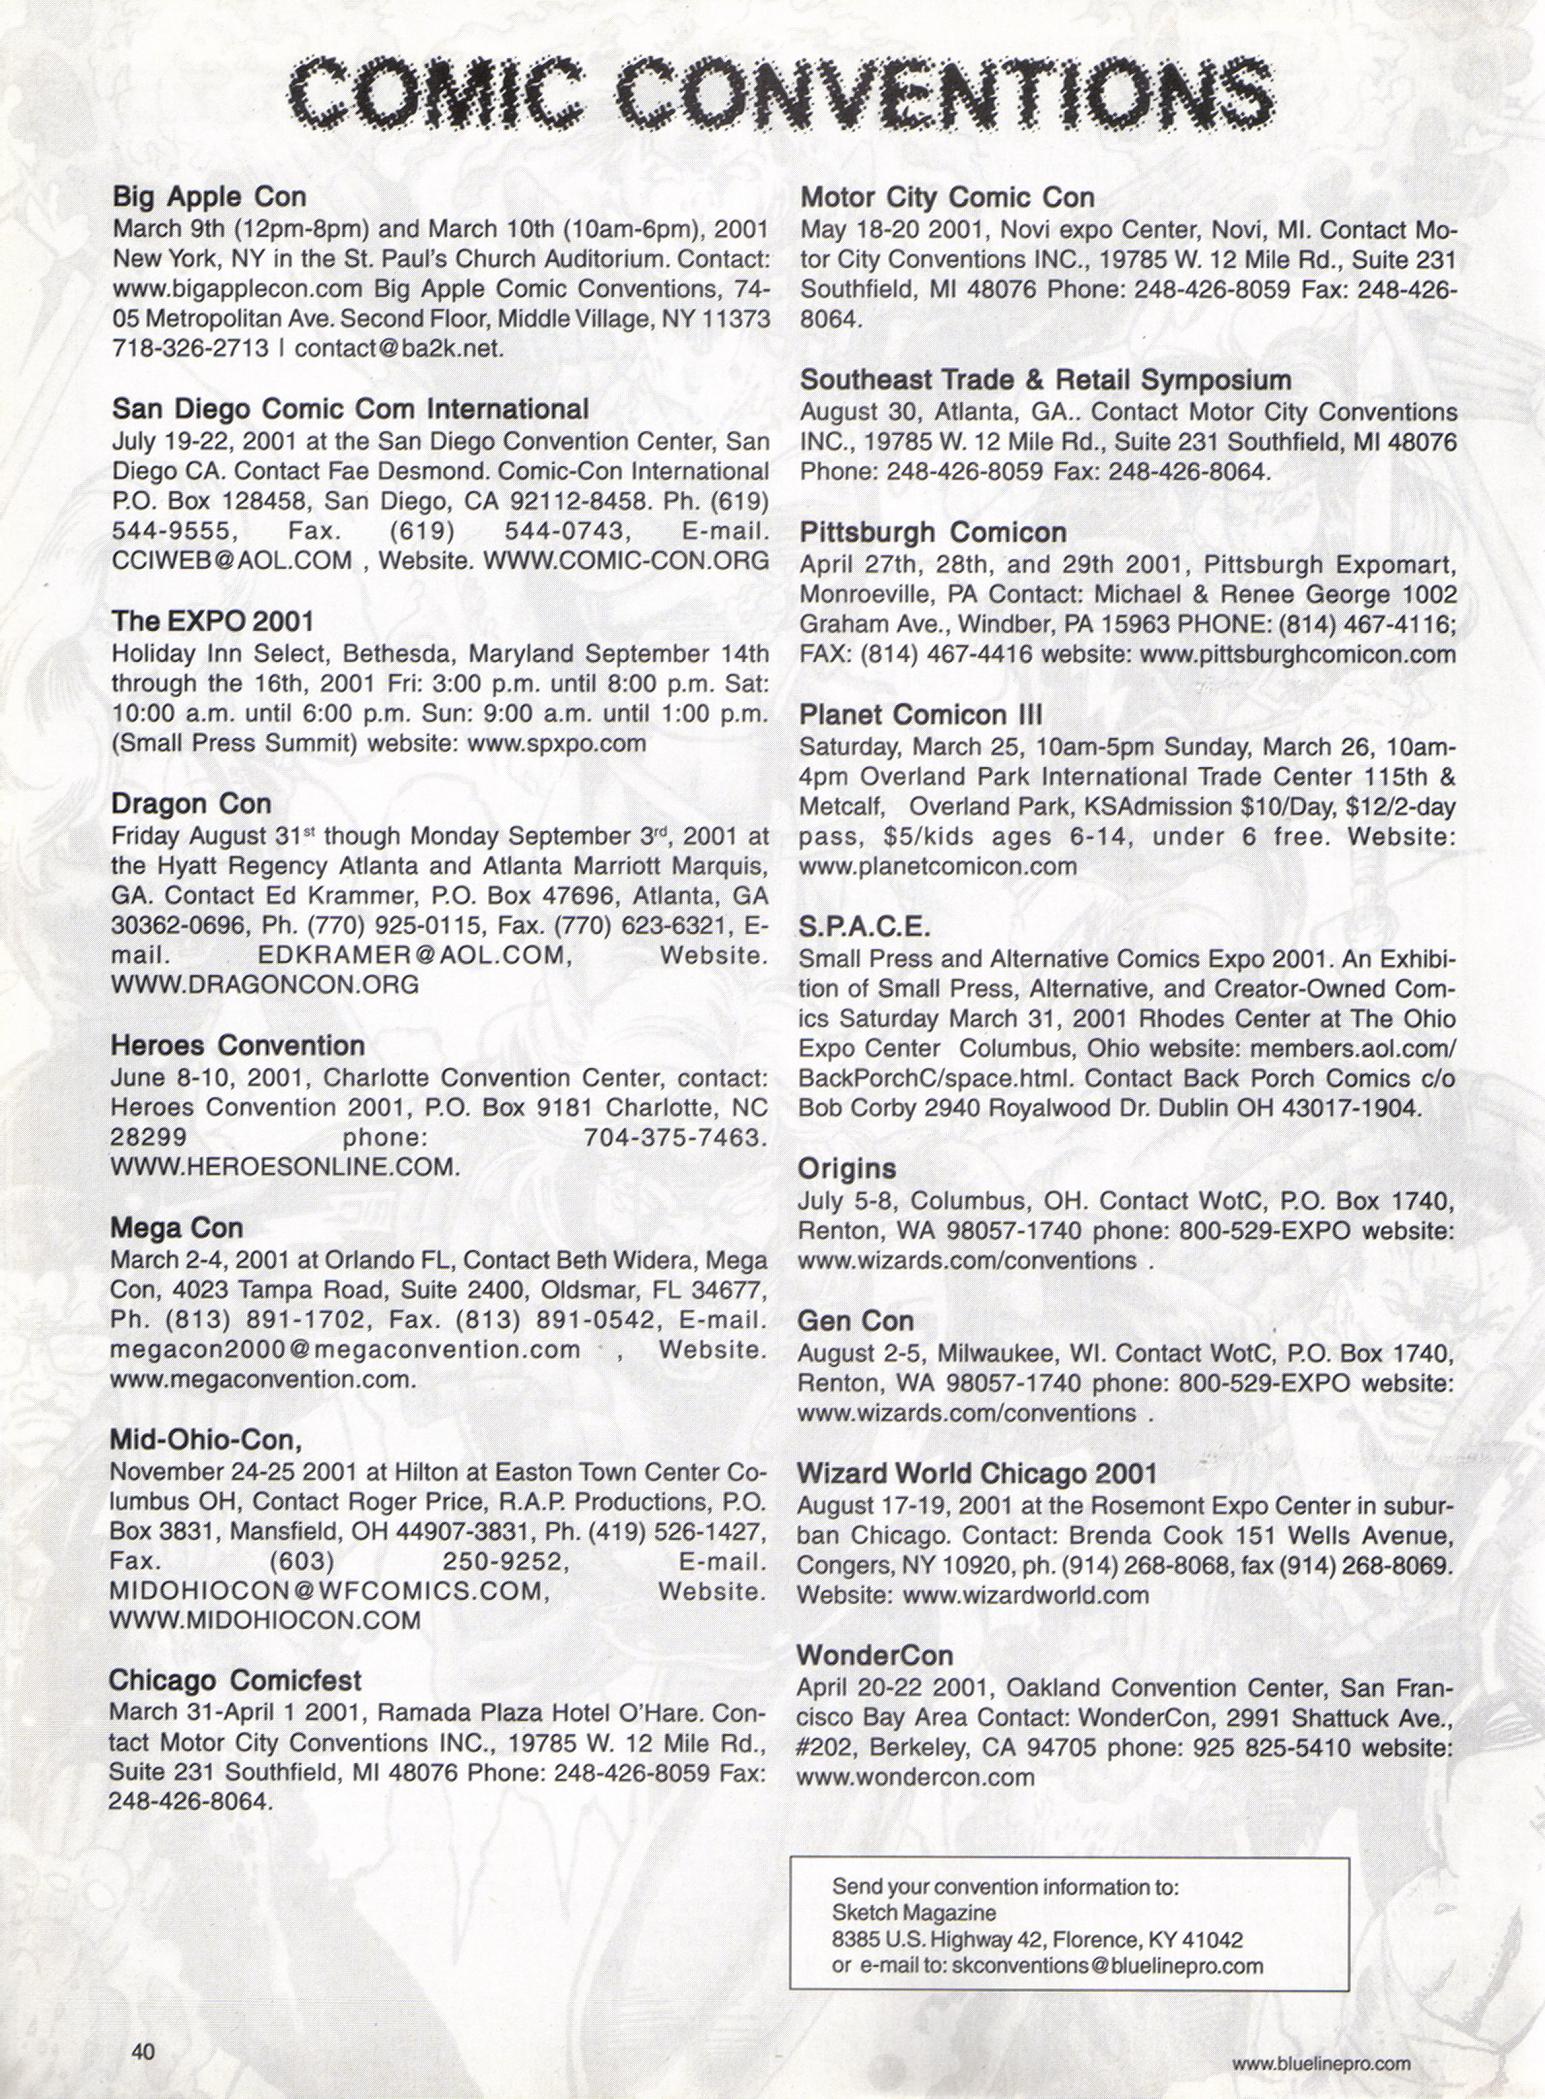 COMIC CONVENTIONS
Big Apple Con
March 9th (12pm-8pm) and March 10th (10am-6pm), 2001
New York, NY in the St. Paul's Church Auditorium. Contact:
www.bigapplecon.com Big Apple Comic Conventions, 74-
05 Metropolitan Ave. Second Floor, Middle Village, NY 11373
718-326-2713 | contact@ba2k.net.
San Diego Comic Com International
July 19-22, 2001 at the San Diego Convention Center, San
Diego CA. Contact Fae Desmond. Comic-Con International
P.O. Box 128458, San Diego, CA 92112-8458. Ph. (619)
544-9555, Fax. (619) 544-0743, E-mail.
CCIWEB@AOL.COM , Website. WWW.COMIC-CON.ORG
The EXPO 2001
Holiday Inn Select, Bethesda, Maryland September 14th
through the 16th, 2001 Fri: 3:00 p.m. until 8:00 p.m. Sat:
10:00 a.m. until 6:00 p.m. Sun: 9:00 a.m. until 1:00 p.m.
(Small Press Summit) website: www.spxpo.com
Dragon Con
Friday August 31st though Monday September 3rd, 2001 at
the Hyatt Regency Atlanta and Atlanta Marriott Marquis,
GA. Contact Ed Krammer, P.O. Box 47696, Atlanta, GA
30362-0696, Ph. (770) 925-0115, Fax. (770) 623-6321, E-
mail. EDKRAMER@AOL.COM, Website.
WWW.DRAGONCON.ORG
Heroes Convention
June 8-10, 2001, Charlotte Convention Center, contact:
Heroes Convention 2001, P.O. Box 9181 Charlotte, NC
28299 phone: 704-375-7463.
WWW.HEROESONLINE.COM.
Mega Con
March 2-4, 2001 at Orlando FL, Contact Beth Widera, Mega
Con, 4023 Tampa Road, Suite 2400, Oldsmar, FL 34677,
Ph. (813) 891-1702, Fax. (813) 891-0542, E-mail.
megacon2000@megaconvention.com , Website.
www.megaconvention.com.
Mid-Ohio-Con,
November 24-25 2001 at Hilton at Easton Town Center Co-
lumbus OH, Contact Roger Price, R.A.P. Productions, P.O.
Box 3831, Mansfield, OH 44907-3831, Ph. (419) 526-1427,
Fax. (603) 250-9252, E-mail.
MIDOHIOCON@WFCOMICS.COM, Website.
WWW.MIDOHIOCON.COM
Chicago Comicfest
March 31-April 1 2001, Ramada Plaza Hotel O'Hare. Con-
tact Motor City Conventions INC., 19785 W. 12 Mile Rd.,
Suite 231 Southfield, MI 48076 Phone: 248-426-8059 Fax:
248-426-8064.
Motor City Comic Con
May 18-20 2001, Novi expo Center, Novi, MI. Contact Mo-
tor City Conventions INC., 19785 W. 12 Mile Rd., Suite 231
Southfield, MI 48076 Phone: 248-426-8059 Fax: 248-426-
8064.
Southeast Trade & Retail Symposium
August 30, Atlanta, GA.. Contact Motor City Conventions
INC., 19785 W. 12 Mile Rd., Suite 231 Southfield, MI 48076
Phone: 248-426-8059 Fax: 248-426-8064.
Pittsburgh Comicon
April 27th, 28th, and 29th 2001, Pittsburgh Expomart,
Monroeville, PA Contact: Michael & Renee George 1002
Graham Ave., Windber, PA 15963 PHONE: (814) 467-4116;
FAX: (814) 467-4416 website: www.pittsburghcomicon.com
Planet Comicon III
Saturday, March 25, 10am-5pm Sunday, March 26, 10am-
4pm Overland Park International Trade Center 115th &
Metcalf, Overland Park, KSAdmission $10/Day, $12/2-day
pass, $5/kids ages 6-14, under 6 free. Website:
www.planetcomicon.com
S.P.A.C.E.
Small Press and Alternative Comics Expo 2001. An Exhibi-
tion of Small Press, Alternative, and Creator-Owned Com-
ics Saturday March 31, 2001 Rhodes Center at The Ohio
Expo Center Columbus, Ohio website: members.aol.com/
BackPorchC/space.html. Contact Back Porch Comics c/o
Bob Corby 2940 Royalwood Dr. Dublin OH 43017-1904.
Origins
July 5-8, Columbus, OH. Contact WotC, P.O. Box 1740,
Renton, WA 98057-1740 phone: 800-529-EXPO website:
www.wizards.com/conventions .
Gen Con
August 2-5, Milwaukee, WI. Contact WotC, P.O. Box 1740,
Renton, WA 98057-1740 phone: 800-529-EXPO website:
www.wizards.com/conventions .
Wizard World Chicago 2001
August 17-19, 2001 at the Rosemont Expo Center in subur-
ban Chicago. Contact: Brenda Cook 151 Wells Avenue,
Congers, NY 10920, ph. (914) 268-8068, fax (914) 268-8069.
Website: www.wizardworld.com
WonderCon
April 20-22 2001, Oakland Convention Center, San Fran-
cisco Bay Area Contact: WonderCon, 2991 Shattuck Ave.,
#202, Berkeley, CA 94705 phone: 925 825-5410 website:
www.wondercon.com
Send your convention information to:
Sketch Magazine
8385 U.S. Highway 42, Florence, KY 41042
or e-mail to: skconventions@bluelinepro.com
40
www.bluelinepro.com